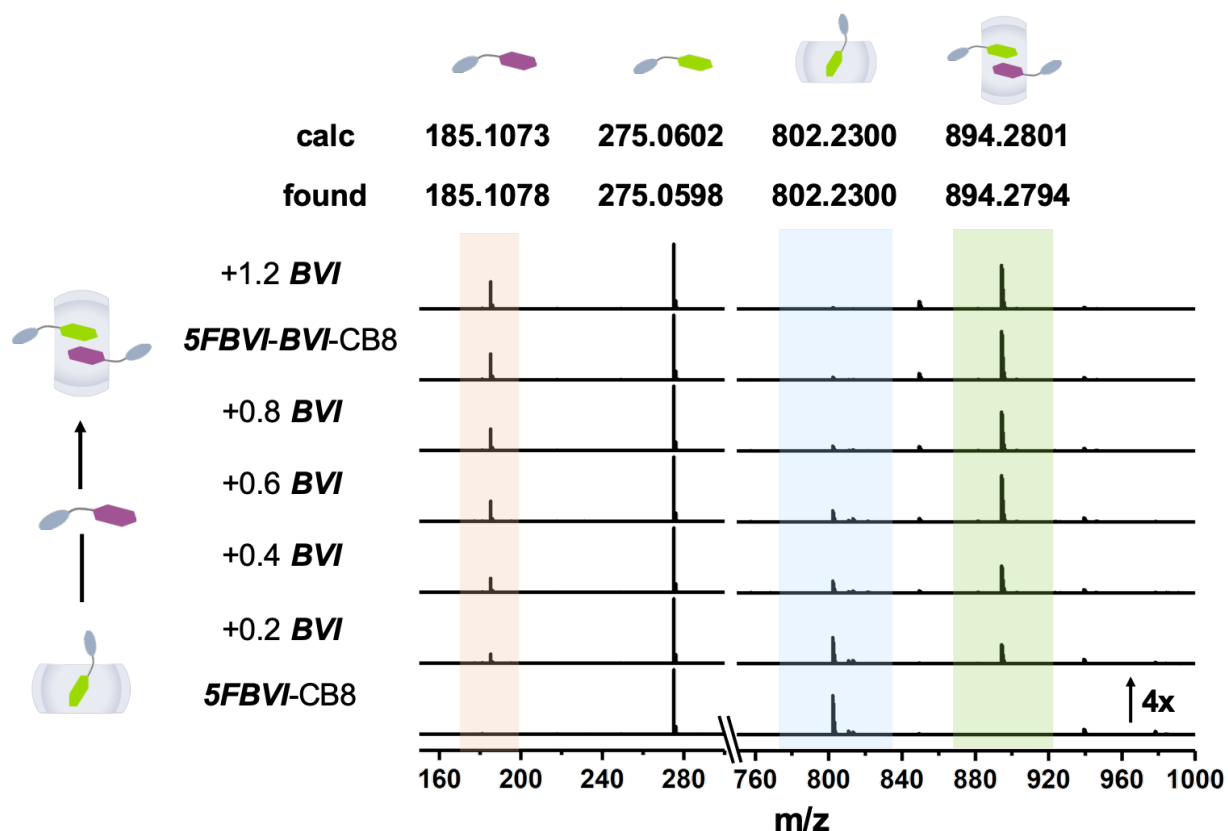 calc 185.1073 275.0602 802.2300 894.2801
found 185.1078 275.0598 802.2300 894.2794
+1.2 BVI
5FBVI-BVI-CB8
+0.8 BVI
+0.6 BVI
+0.4 BVI
+0.2 BVI
5FBVI-CB8
4x
160 200 240 280 760 800 840 880 920 960 1000
m/z